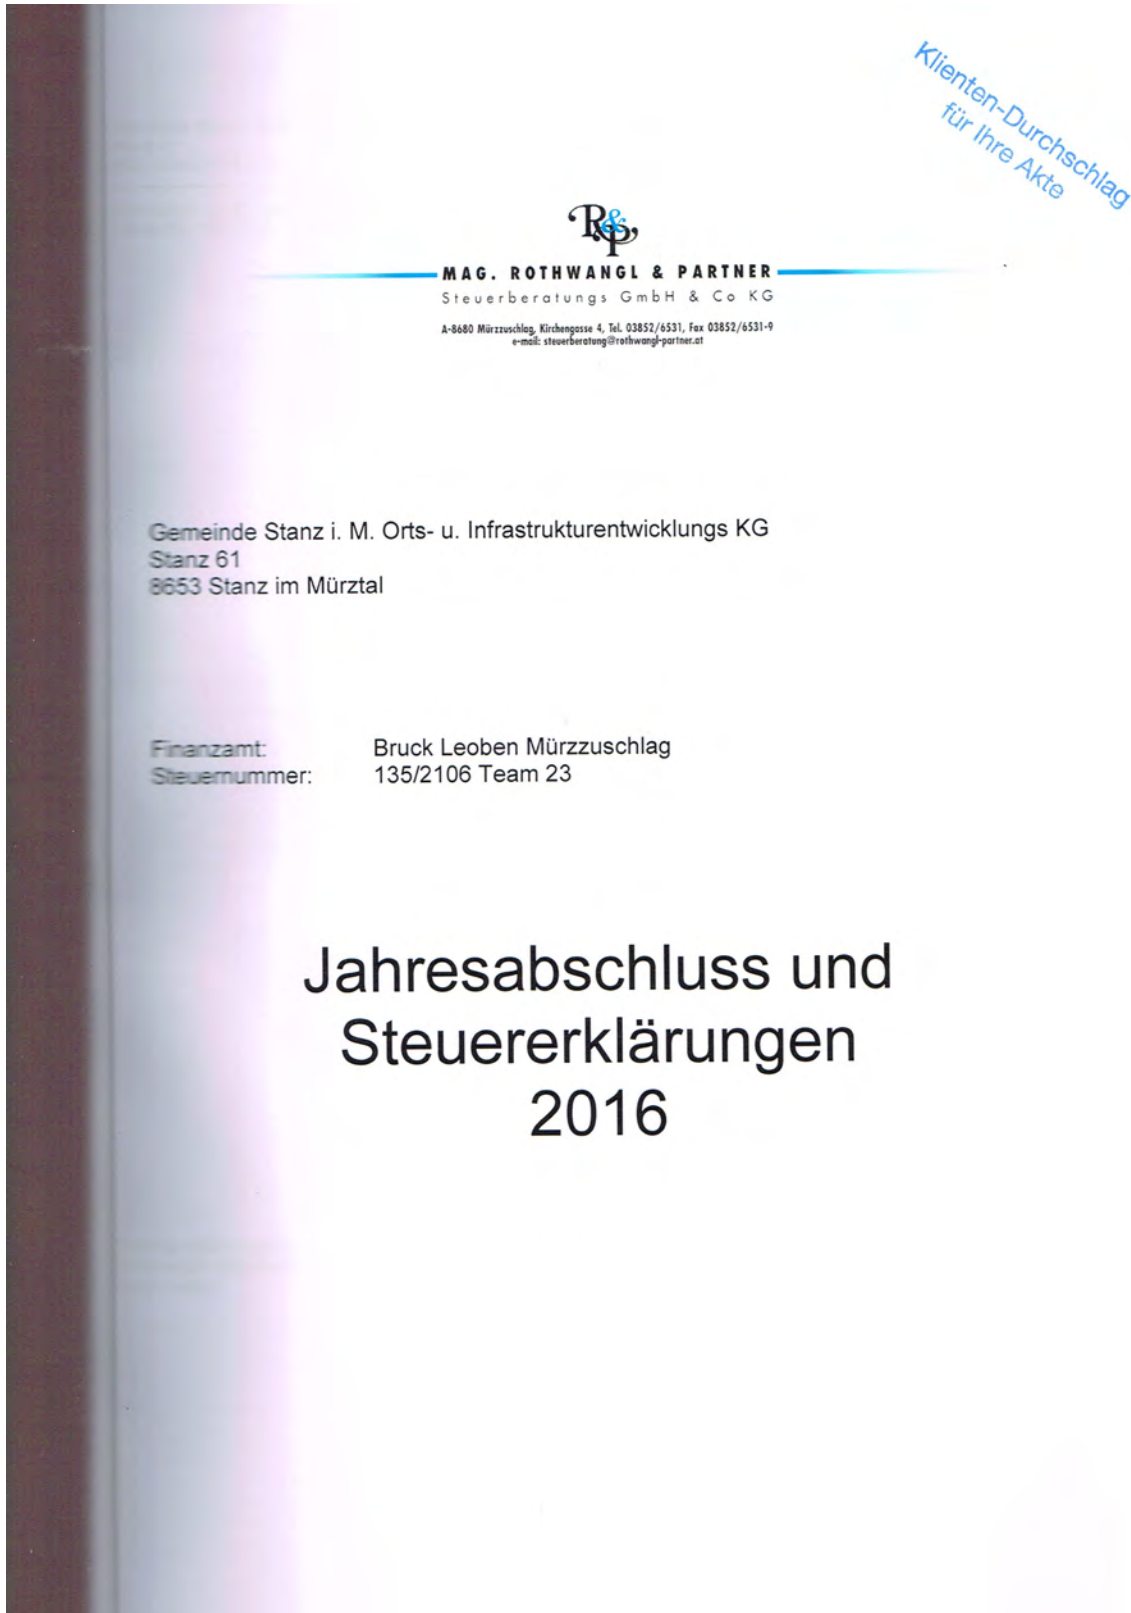 Klienten-Durchschlag
für Ihre Akte
R&P
MAG. ROTHWANGL & PARTNER
Steuerberatungs GmbH & Co KG
A-8680 Mürzzuschlag, Kirchengasse 4, Tel. 03852/6531, Fax 03852/6531-9
e-mail: steuerberatung@rothwangl-partner.at
Gemeinde Stanz i. M. Orts- u. Infrastrukturentwicklungs KG
Stanz 61
8653 Stanz im Mürztal
Finanzamt: Bruck Leoben Mürzzuschlag
Steuernummer: 135/2106 Team 23
Jahresabschluss und
Steuererklärungen
2016